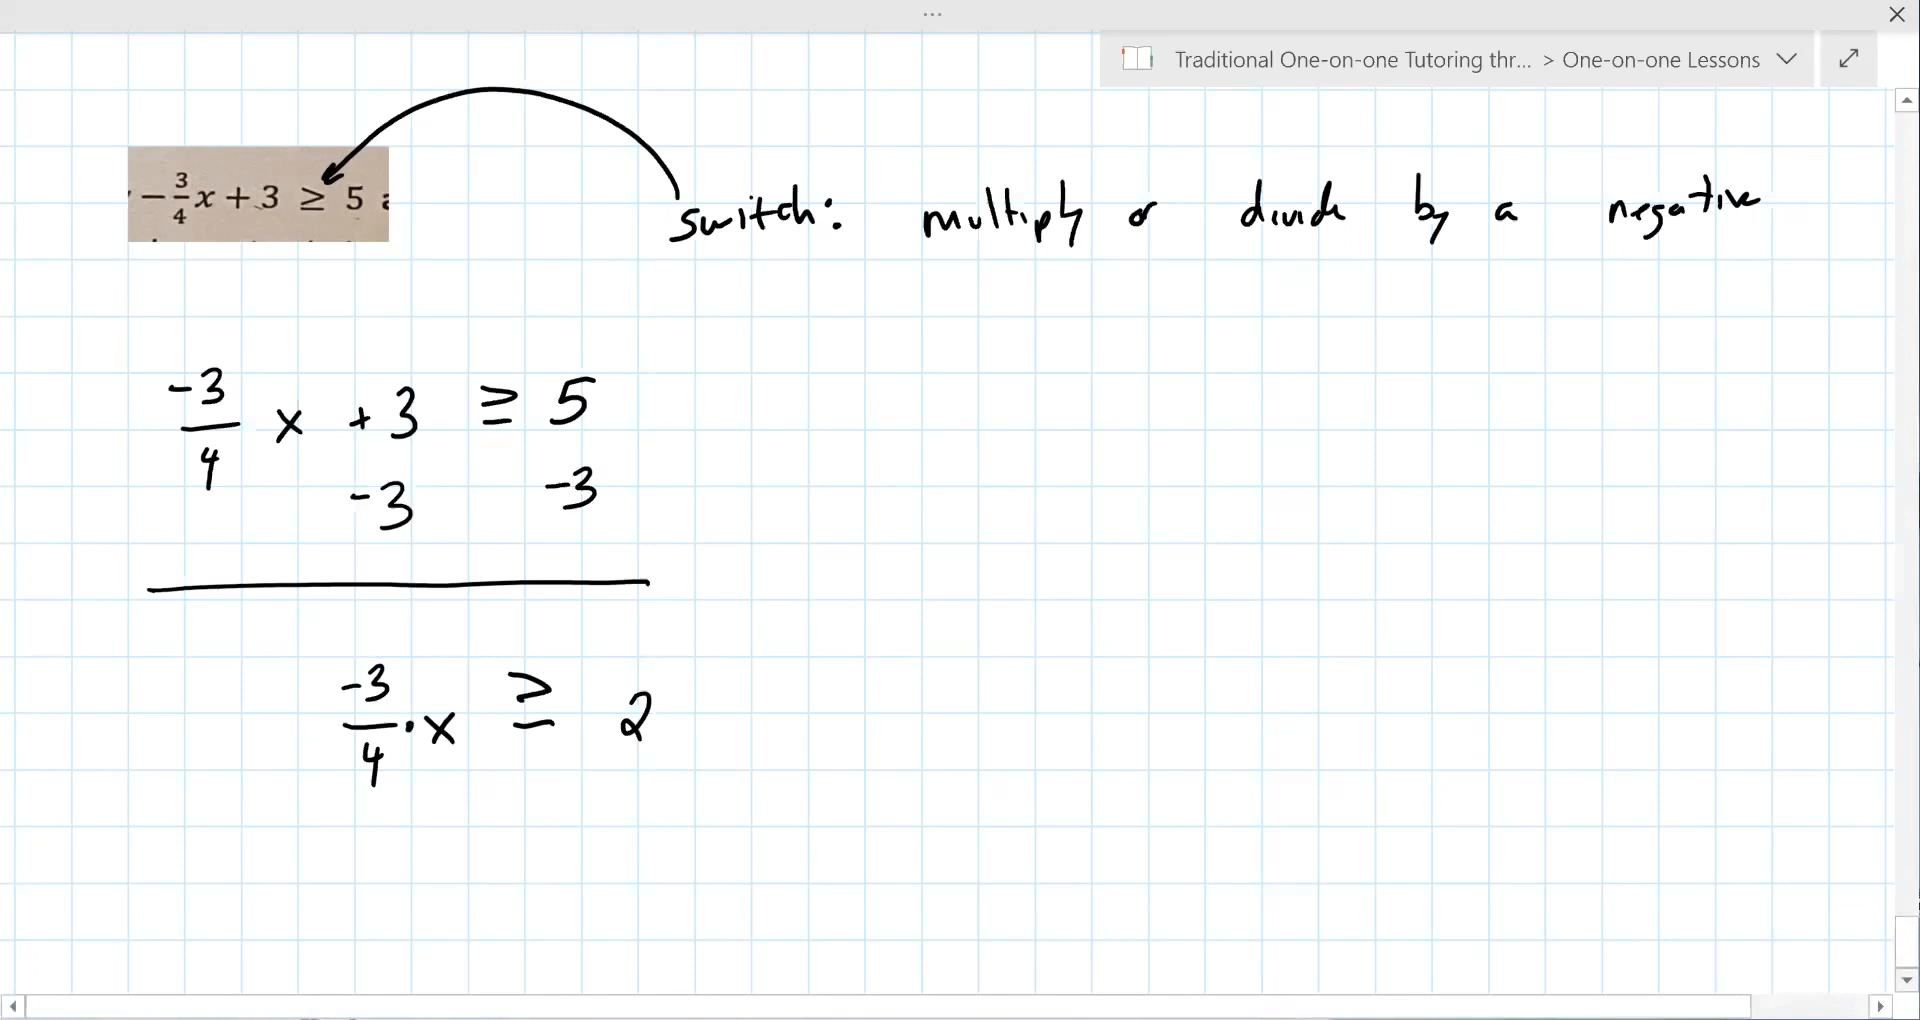 ...
Traditional One-on-one Tutoring thr... > One-on-one Lessons
-3/4 x + 3 ≥ 5
switch: multiply or divide by a negative
-3/4 x +3 ≥ 5
-3 -3
-3/4 · x ≥ 2